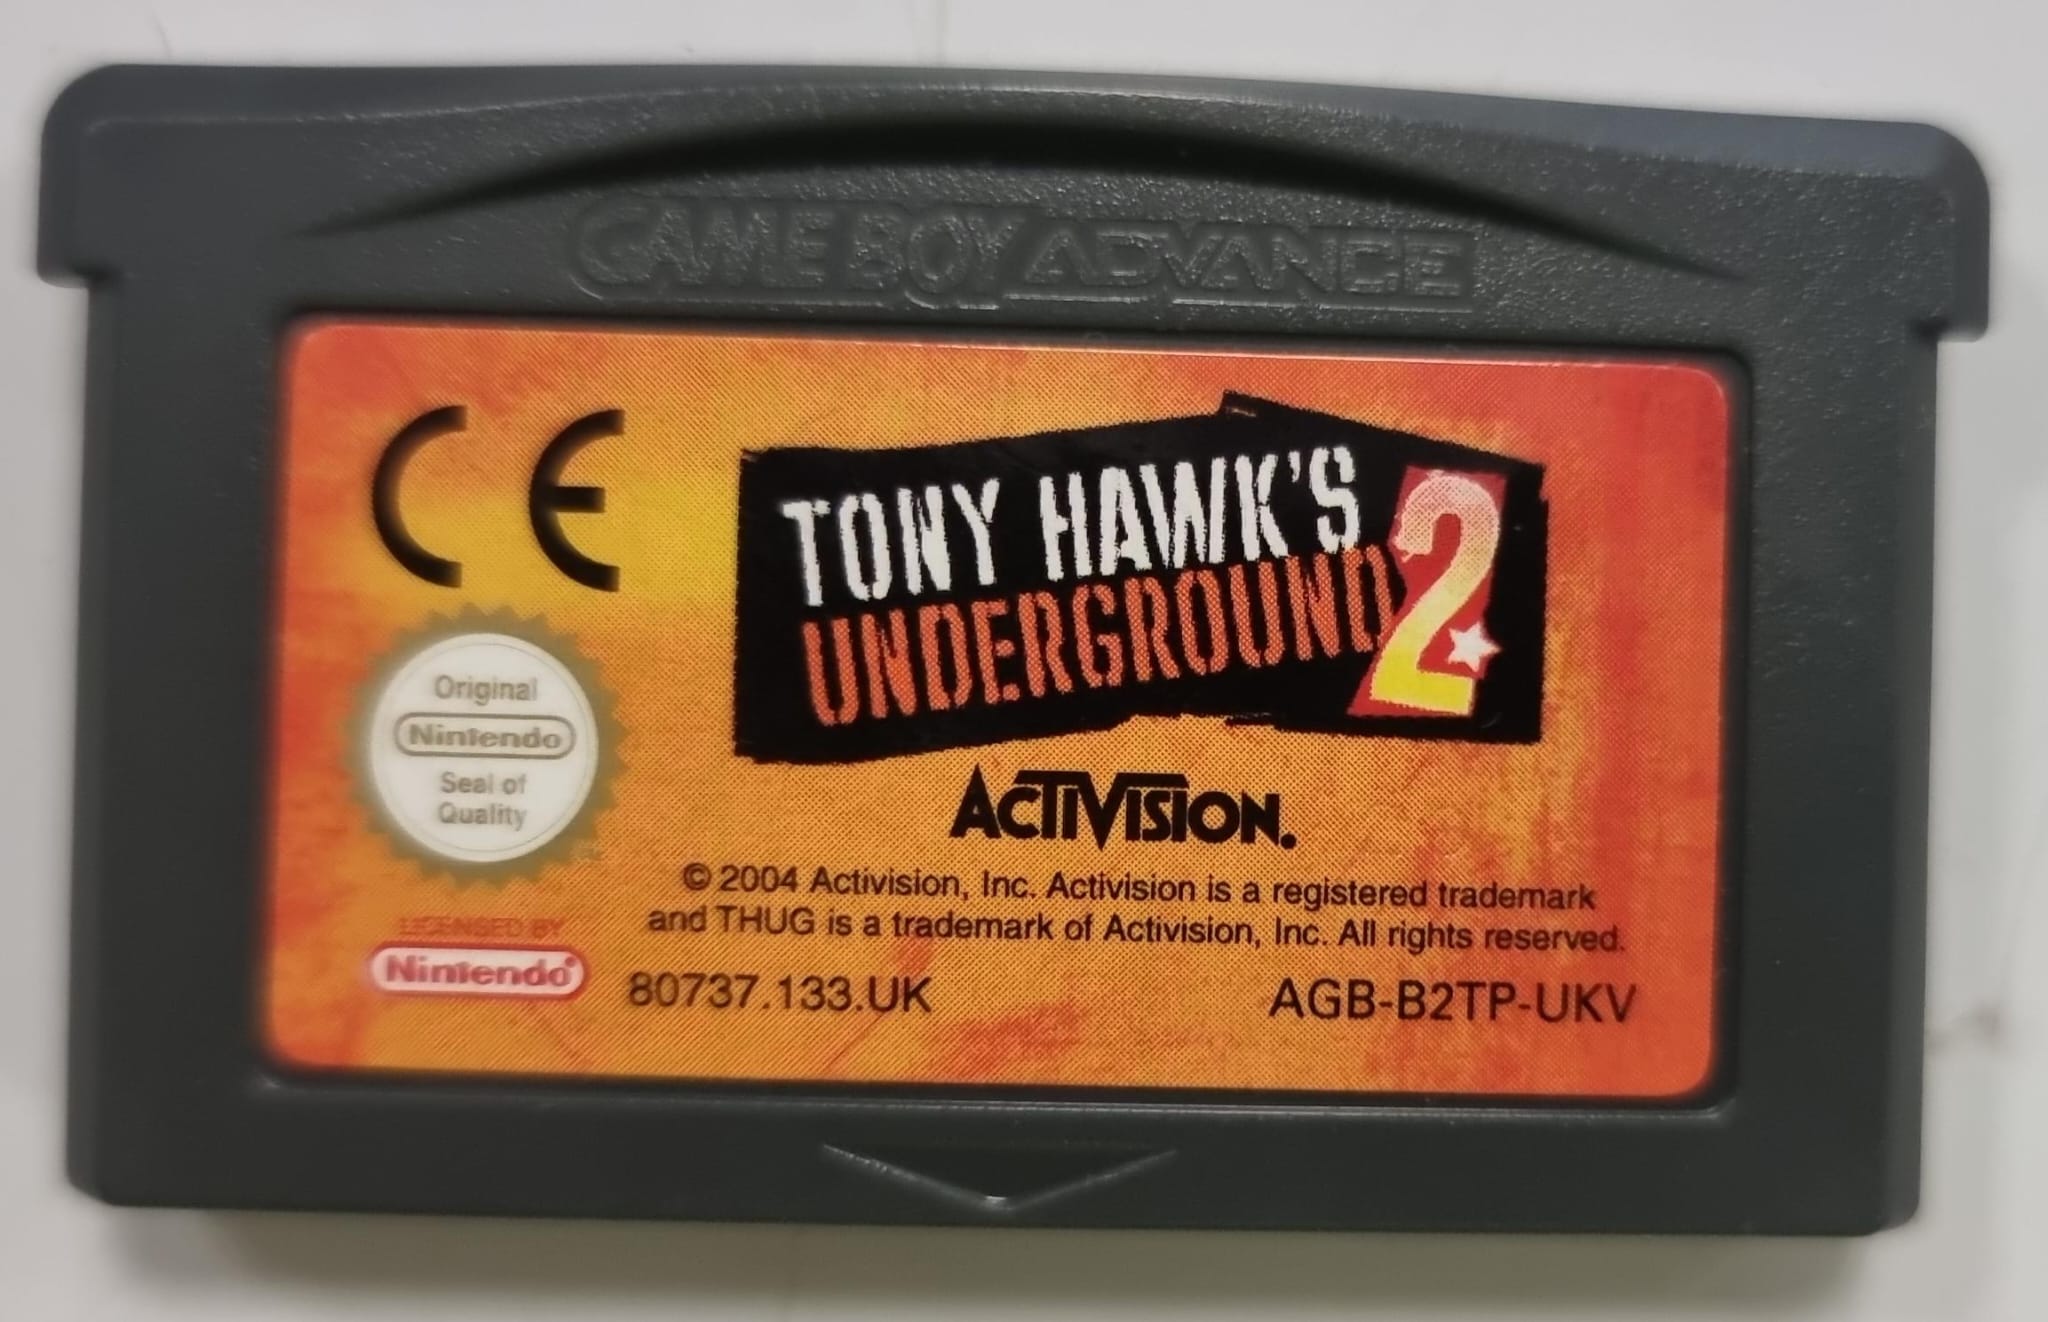 GAME BOY ADVANCE
CE
TONY HAWK'S
UNDERGROUND 2
Original
Nintendo
Seal of
Quality
ACTIVISION.
© 2004 Activision, Inc. Activision is a registered trademark
and THUG is a trademark of Activision, Inc. All rights reserved.
LICENSED BY
Nintendo®
80737.133.UK
AGB-B2TP-UKV